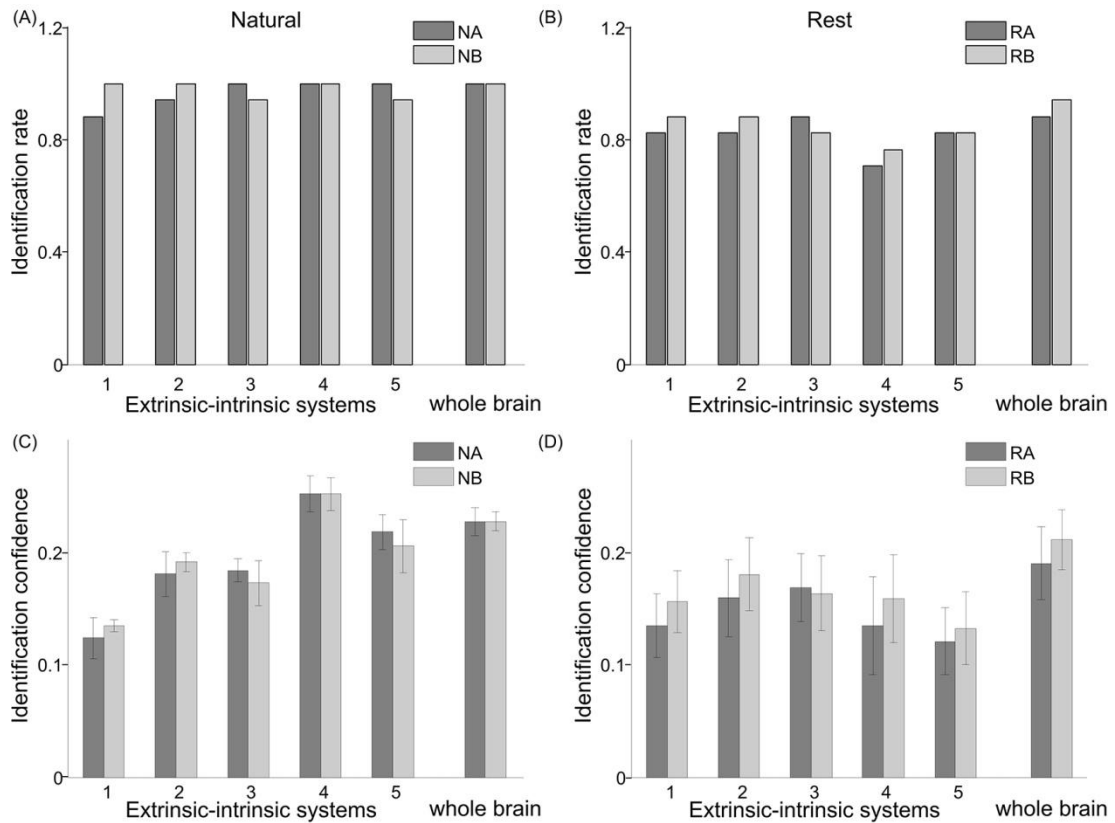 (A)
Natural
NA
NB
1.2
0.8
0.4
0
Identification rate
1 2 3 4 5
Extrinsic-intrinsic systems whole brain
(B)
Rest
RA
RB
1.2
0.8
0.4
0
Identification rate
1 2 3 4 5
Extrinsic-intrinsic systems whole brain
(C)
NA
NB
0.2
0.1
0
Identification confidence
1 2 3 4 5
Extrinsic-intrinsic systems whole brain
(D)
RA
RB
0.2
0.1
0
Identification confidence
1 2 3 4 5
Extrinsic-intrinsic systems whole brain